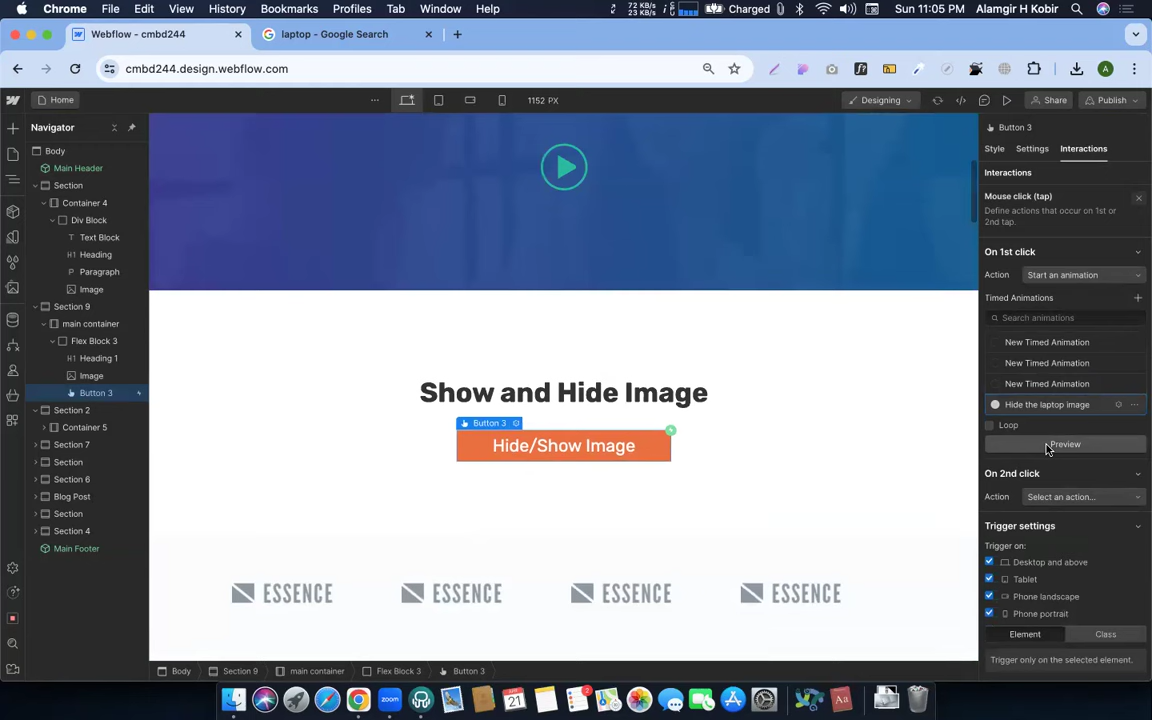 Chrome File Edit View History Bookmarks Profiles Tab Window Help 72 KB/s 23 KB/s Charged Sun 11:05 PM Alamgir H Kobir
Webflow - cmbd244 laptop - Google Search
cmbd244.design.webflow.com A
Home 1152 PX Designing Share Publish
Navigator
Body
Main Header
Section
Container 4
Div Block
Text Block
Heading
Paragraph
Image
Section 9
main container
Flex Block 3
Heading 1
Image
Button 3
Section 2
Container 5
Section 7
Section
Section 6
Blog Post
Section
Section 4
Main Footer
Show and Hide Image
Button 3
Hide/Show Image
ESSENCE ESSENCE ESSENCE ESSENCE
Body Section 9 main container Flex Block 3 Button 3
Button 3
Style Settings Interactions
Interactions
Mouse click (tap)
Define actions that occur on 1st or
2nd tap.
On 1st click
Action Start an animation
Timed Animations
Search animations
New Timed Animation
New Timed Animation
New Timed Animation
Hide the laptop image
Loop
Preview
On 2nd click
Action Select an action...
Trigger settings
Trigger on:
Desktop and above
Tablet
Phone landscape
Phone portrait
Element Class
Trigger only on the selected element.
zoom 21 2 Aa